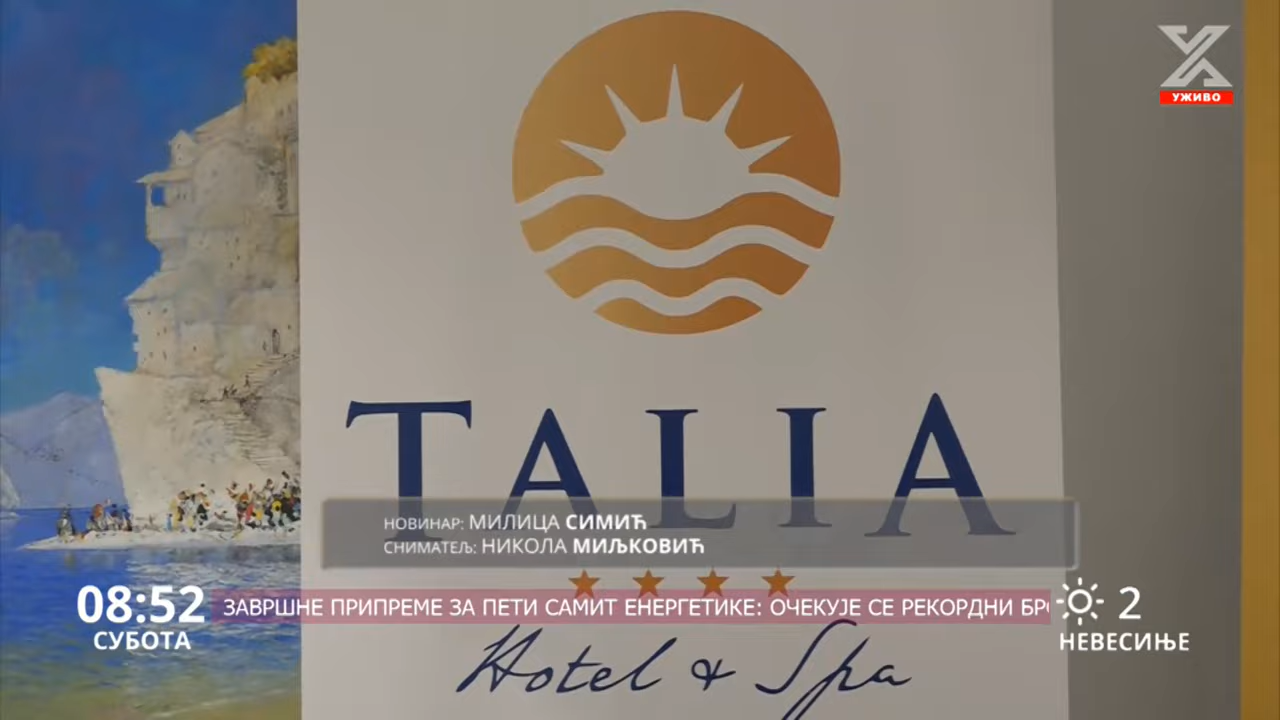 УЖИВО
TALIA
НОВИНАР: МИЛИЦА СИМИЋ
СНИМАТЕЉ: НИКОЛА МИЉКОВИЋ
08:52
СУБОТА
ЗАВРШНЕ ПРИПРЕМЕ ЗА ПЕТИ САМИТ ЕНЕРГЕТИКЕ: ОЧЕКУЈЕ СЕ РЕКОРДНИ
2
НЕВЕСИЊЕ
Hotel & Spa